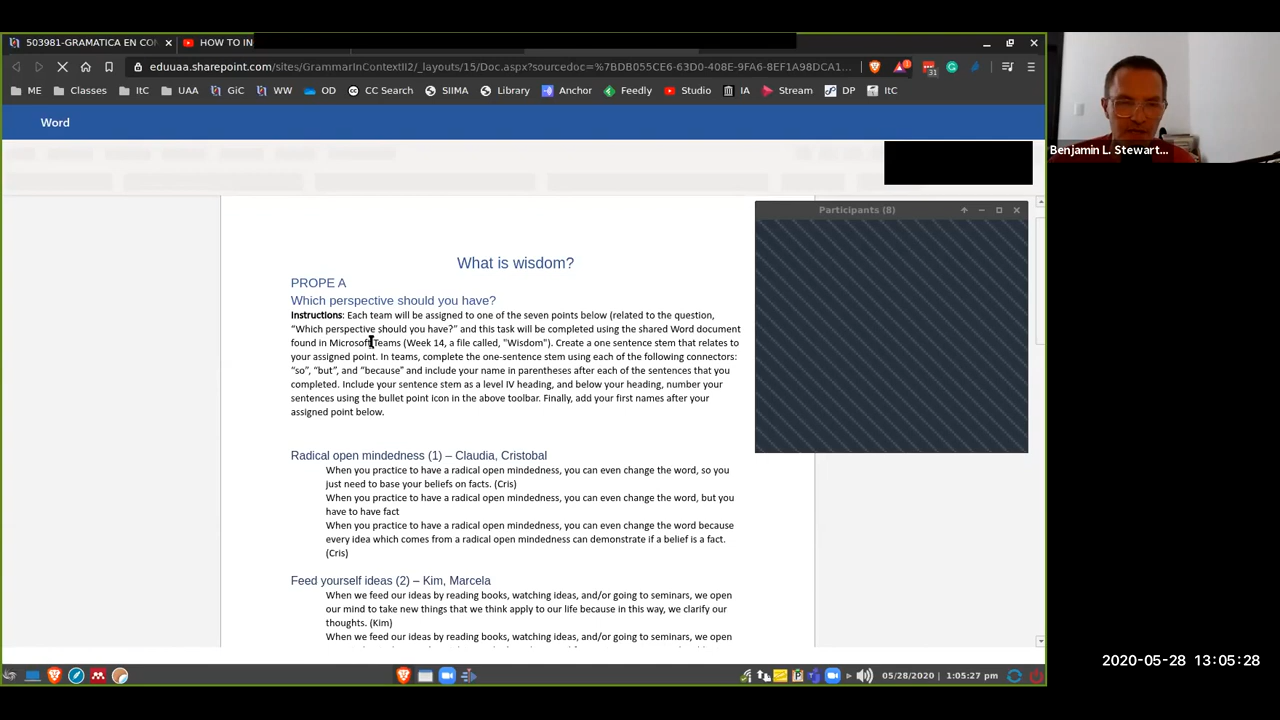 503981-GRAMATICA EN CON
HOW TO IN
eduuaa.sharepoint.com/sites/GrammarInContextII2/_layouts/15/Doc.aspx?sourcedoc=%7BDB055CE6-63D0-408E-9FA6-8EF1A98DCA1...
31
ME Classes ItC UAA GiC WW OD CC Search SIIMA Library Anchor Feedly Studio IA Stream DP ItC
Word
Benjamin L. Stewart...
Participants (8)
What is wisdom?
PROPE A
Which perspective should you have?
Instructions: Each team will be assigned to one of the seven points below (related to the question,
“Which perspective should you have?” and this task will be completed using the shared Word document
found in Microsoft Teams (Week 14, a file called, "Wisdom"). Create a one sentence stem that relates to
your assigned point. In teams, complete the one-sentence stem using each of the following connectors:
“so”, “but”, and “because” and include your name in parentheses after each of the sentences that you
completed. Include your sentence stem as a level IV heading, and below your heading, number your
sentences using the bullet point icon in the above toolbar. Finally, add your first names after your
assigned point below.
Radical open mindedness (1) – Claudia, Cristobal
When you practice to have a radical open mindedness, you can even change the word, so you
just need to base your beliefs on facts. (Cris)
When you practice to have a radical open mindedness, you can even change the word, but you
have to have fact
When you practice to have a radical open mindedness, you can even change the word because
every idea which comes from a radical open mindedness can demonstrate if a belief is a fact.
(Cris)
Feed yourself ideas (2) – Kim, Marcela
When we feed our ideas by reading books, watching ideas, and/or going to seminars, we open
our mind to take new things that we think apply to our life because in this way, we clarify our
thoughts. (Kim)
When we feed our ideas by reading books, watching ideas, and/or going to seminars, we open
2020-05-28 13:05:28
05/28/2020 | 1:05:27 pm